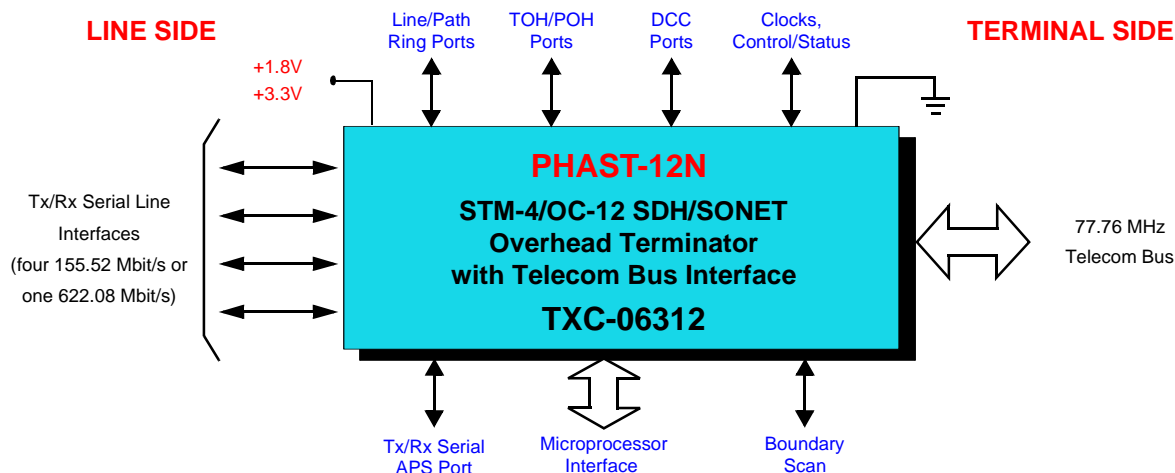 LINE SIDE
Line/Path
Ring Ports
TOH/POH
Ports
DCC
Ports
Clocks,
Control/Status
TERMINAL SIDE
+1.8V
+3.3V
Tx/Rx Serial Line
Interfaces
(four 155.52 Mbit/s or
one 622.08 Mbit/s)
PHAST-12N
STM-4/OC-12 SDH/SONET
Overhead Terminator
with Telecom Bus Interface
TXC-06312
77.76 MHz
Telecom Bus
Tx/Rx Serial
APS Port
Microprocessor
Interface
Boundary
Scan